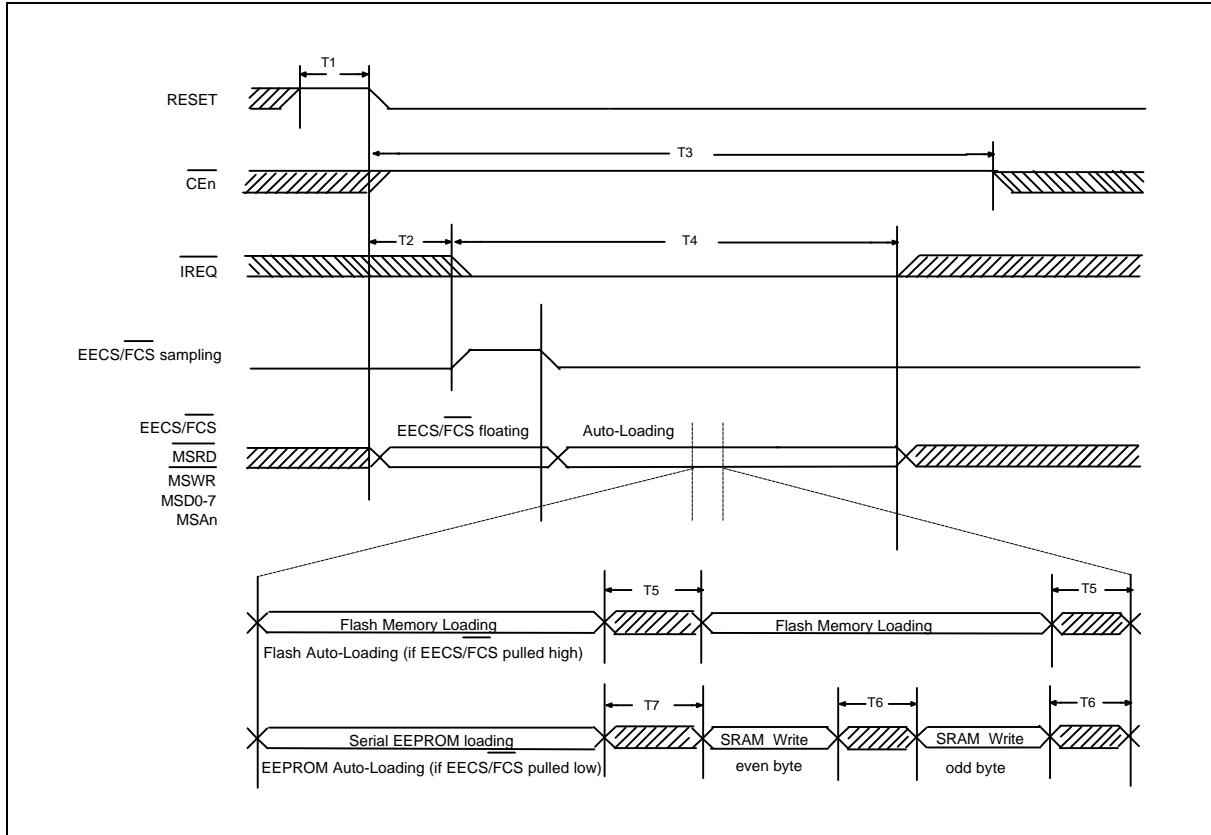 T1
RESET
T3
CEn
T2
T4
IREQ
EECS/FCS sampling
EECS/FCS
EECS/FCS floating
Auto-Loading
MSRD
MSWR
MSD0-7
MSAn
T5
T5
Flash Memory Loading
Flash Memory Loading
Flash Auto-Loading (if EECS/FCS pulled high)
T7
T6
T6
Serial EEPROM loading
SRAM Write
SRAM Write
EEPROM Auto-Loading (if EECS/FCS pulled low)
even byte
odd byte